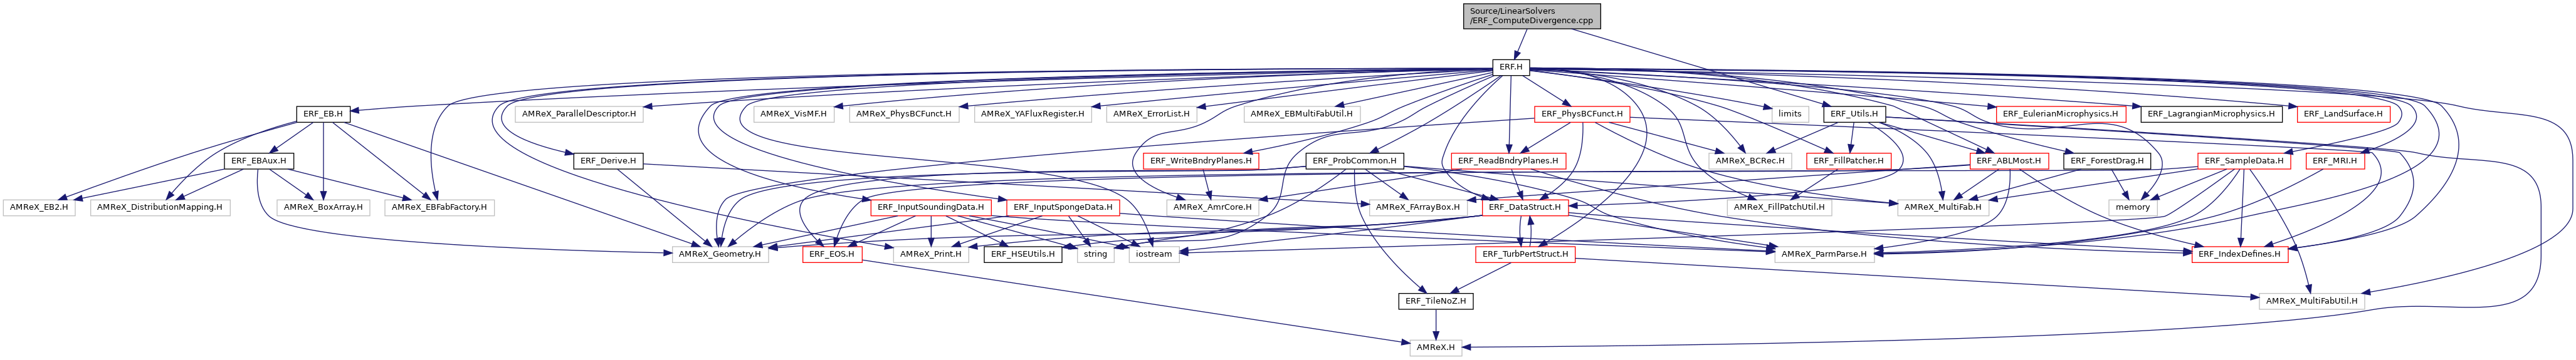 Source/LinearSolvers
/ERF_ComputeDivergence.cpp
ERF.H
ERF_EB.H
AMReX_ParallelDescriptor.H
AMReX_VisMF.H
AMReX_PhysBCFunct.H
AMReX_YAFluxRegister.H
AMReX_ErrorList.H
AMReX_EBMultiFabUtil.H
ERF_PhysBCFunct.H
limits
ERF_Utils.H
ERF_EulerianMicrophysics.H
ERF_LagrangianMicrophysics.H
ERF_LandSurface.H
ERF_EBAux.H
ERF_Derive.H
ERF_WriteBndryPlanes.H
ERF_ProbCommon.H
ERF_ReadBndryPlanes.H
AMReX_BCRec.H
ERF_FillPatcher.H
ERF_ABLMost.H
ERF_ForestDrag.H
ERF_SampleData.H
ERF_MRI.H
AMReX_EB2.H
AMReX_DistributionMapping.H
AMReX_BoxArray.H
AMReX_EBFabFactory.H
ERF_InputSoundingData.H
ERF_InputSpongeData.H
AMReX_AmrCore.H
AMReX_FArrayBox.H
ERF_DataStruct.H
AMReX_FillPatchUtil.H
AMReX_MultiFab.H
memory
AMReX_Geometry.H
ERF_EOS.H
AMReX_Print.H
ERF_HSEUtils.H
string
iostream
ERF_TurbPertStruct.H
AMReX_ParmParse.H
ERF_IndexDefines.H
ERF_TileNoZ.H
AMReX_MultiFabUtil.H
AMReX.H